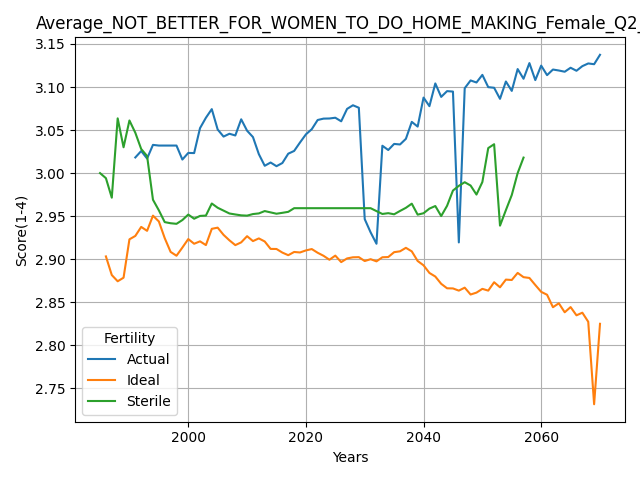 Average_NOT_BETTER_FOR_WOMEN_TO_DO_HOME_MAKING_Female_Q2_
3.15
3.10
3.05
3.00
2.95
2.90
2.85
2.80
2.75
Score(1-4)
Fertility
Actual
Ideal
Sterile
2000
2020
2040
2060
Years